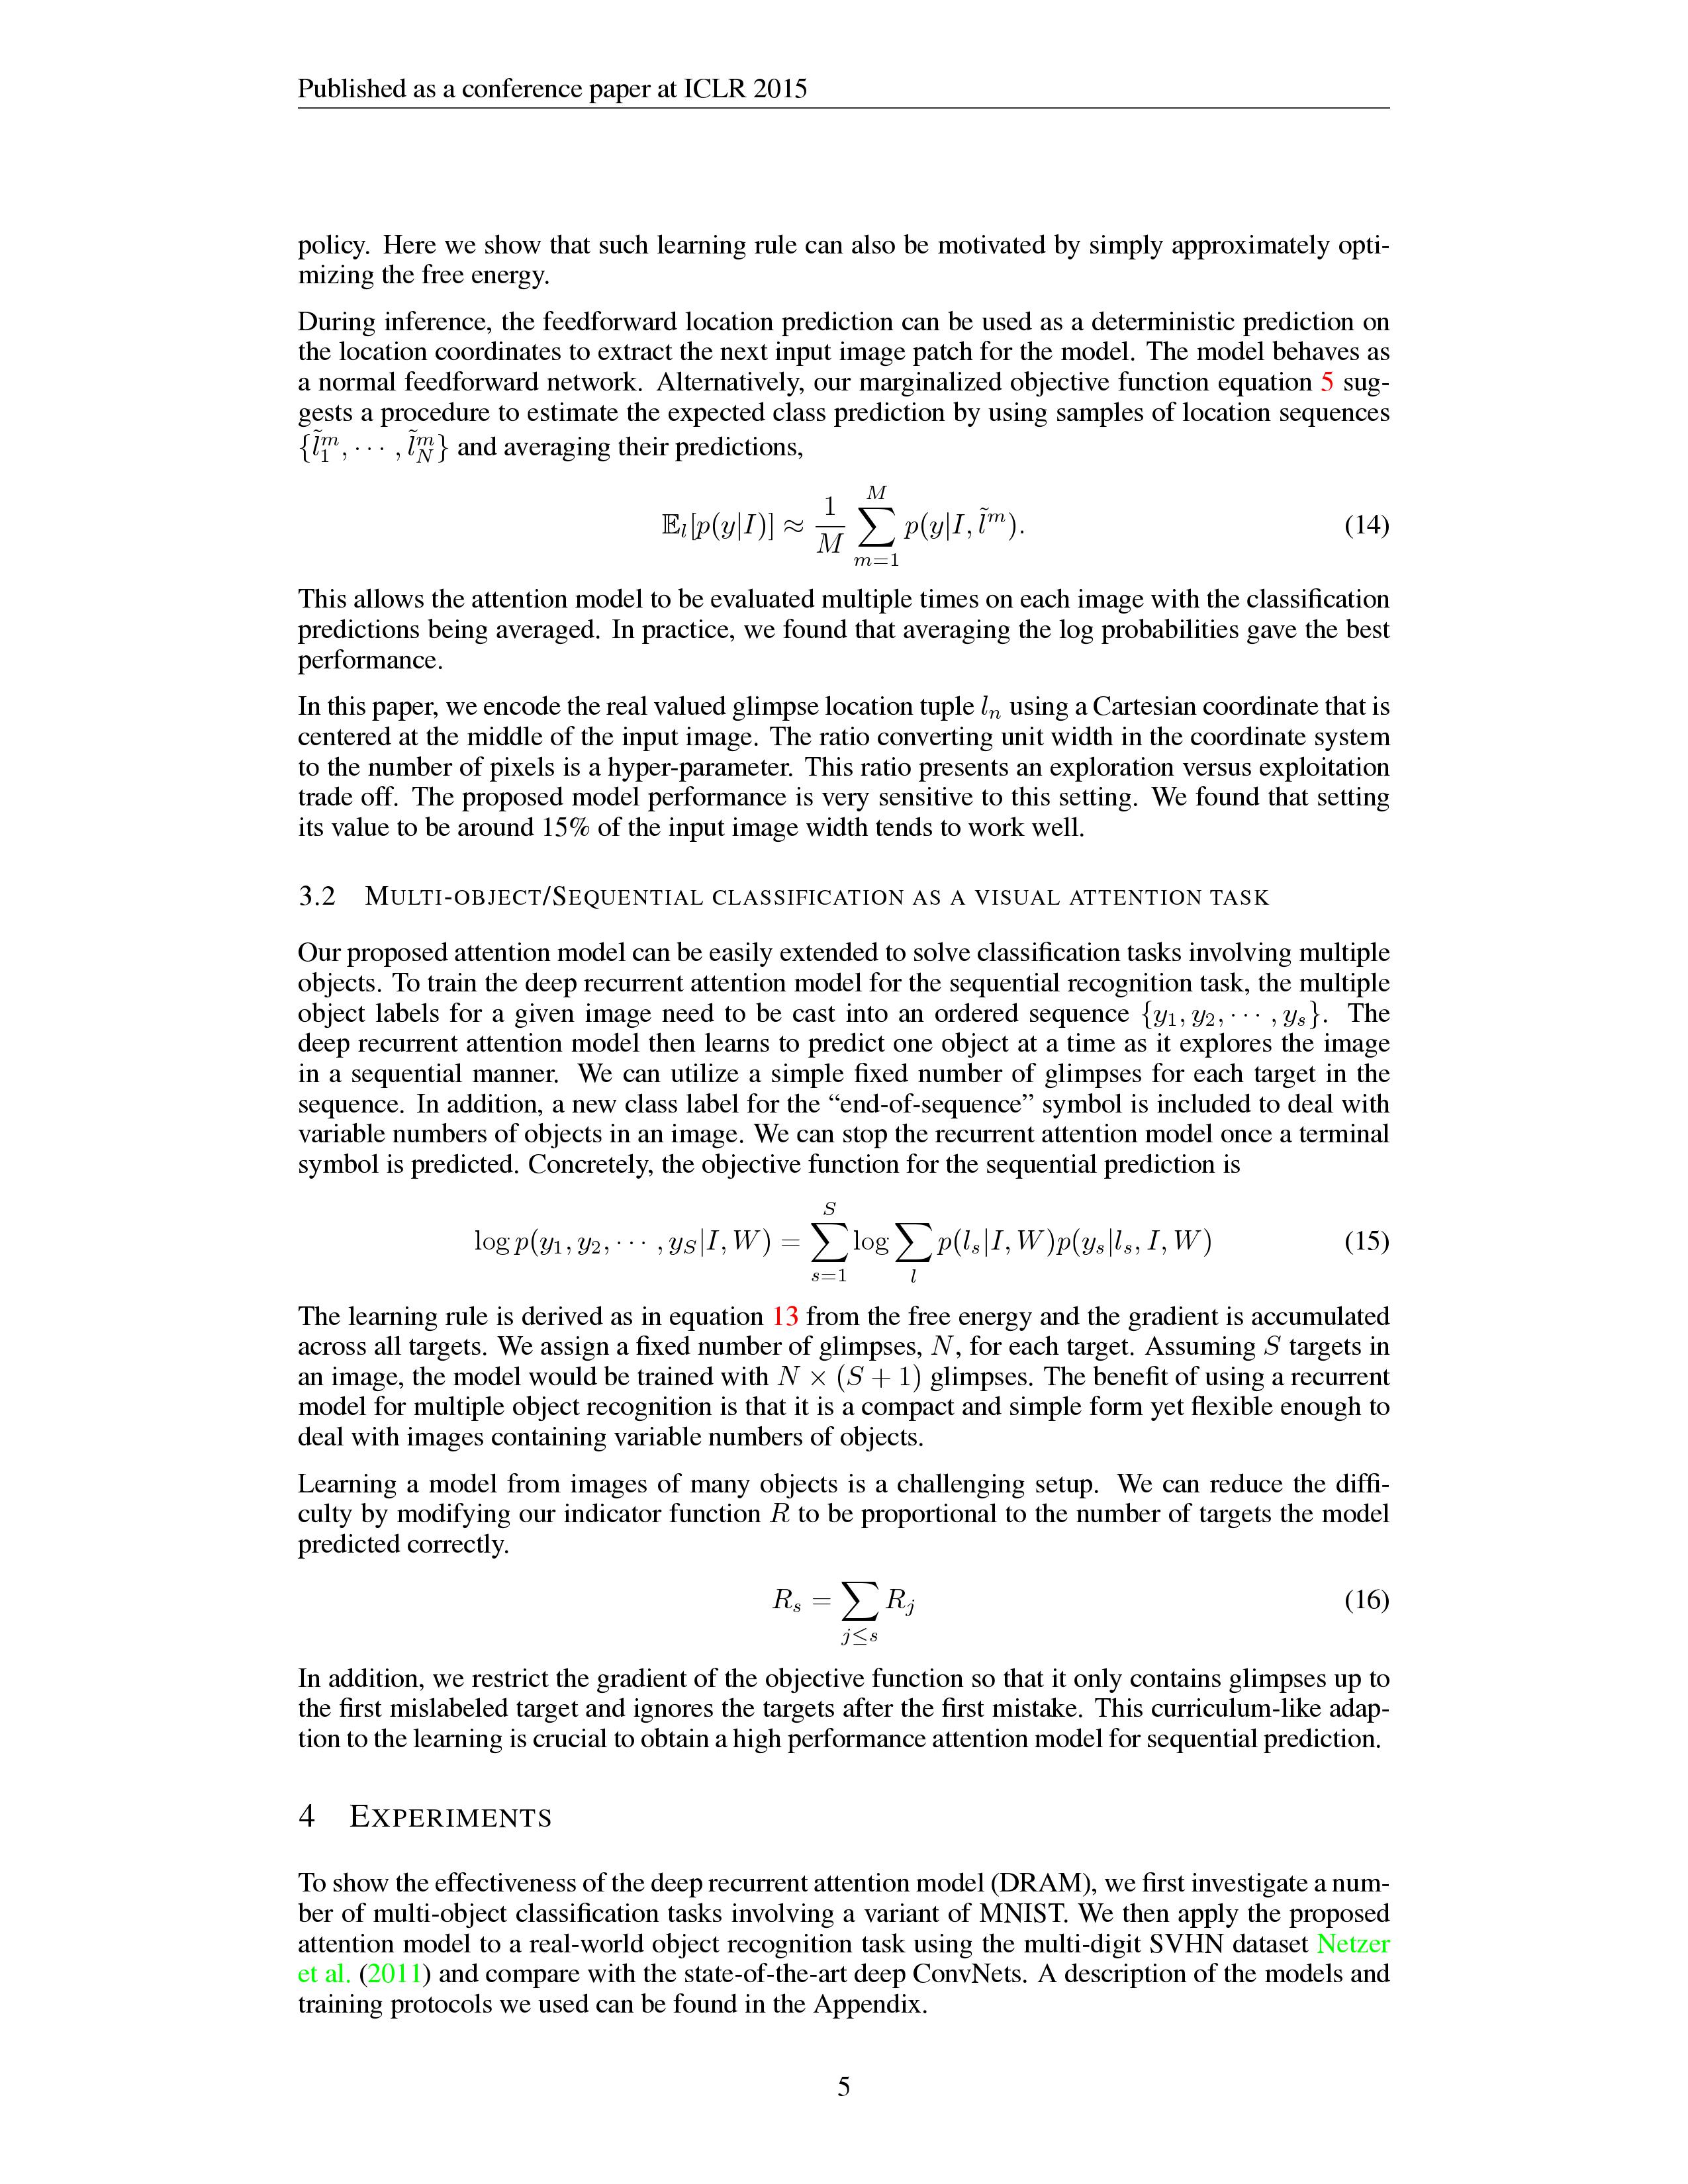 Published as a conference paper at ICLR 2015
policy. Here we show that such learning rule can also be motivated by simply approximately opti-
mizing the free energy.
During inference, the feedforward location prediction can be used as a deterministic prediction on
the location coordinates to extract the next input image patch for the model. The model behaves as
a normal feedforward network. Alternatively, our marginalized objective function equation 5 sug-
gests a procedure to estimate the expected class prediction by using samples of location sequences
$\{\tilde{l}_1^m, \cdots, \tilde{l}_N^m\}$ and averaging their predictions,
$\mathbb{E}_l[p(y|I)] \approx \frac{1}{M} \sum_{m=1}^{M} p(y|I, \tilde{l}^m).$ (14)
This allows the attention model to be evaluated multiple times on each image with the classification
predictions being averaged. In practice, we found that averaging the log probabilities gave the best
performance.
In this paper, we encode the real valued glimpse location tuple $l_n$ using a Cartesian coordinate that is
centered at the middle of the input image. The ratio converting unit width in the coordinate system
to the number of pixels is a hyper-parameter. This ratio presents an exploration versus exploitation
trade off. The proposed model performance is very sensitive to this setting. We found that setting
its value to be around 15% of the input image width tends to work well.
3.2 MULTI-OBJECT/SEQUENTIAL CLASSIFICATION AS A VISUAL ATTENTION TASK
Our proposed attention model can be easily extended to solve classification tasks involving multiple
objects. To train the deep recurrent attention model for the sequential recognition task, the multiple
object labels for a given image need to be cast into an ordered sequence $\{y_1, y_2, \cdots, y_s\}$. The
deep recurrent attention model then learns to predict one object at a time as it explores the image
in a sequential manner. We can utilize a simple fixed number of glimpses for each target in the
sequence. In addition, a new class label for the “end-of-sequence” symbol is included to deal with
variable numbers of objects in an image. We can stop the recurrent attention model once a terminal
symbol is predicted. Concretely, the objective function for the sequential prediction is
$\log p(y_1, y_2, \cdots, y_S|I, W) = \sum_{s=1}^{S} \log \sum_{l} p(l_s|I, W)p(y_s|l_s, I, W)$ (15)
The learning rule is derived as in equation 13 from the free energy and the gradient is accumulated
across all targets. We assign a fixed number of glimpses, $N$, for each target. Assuming $S$ targets in
an image, the model would be trained with $N \times (S + 1)$ glimpses. The benefit of using a recurrent
model for multiple object recognition is that it is a compact and simple form yet flexible enough to
deal with images containing variable numbers of objects.
Learning a model from images of many objects is a challenging setup. We can reduce the diffi-
culty by modifying our indicator function $R$ to be proportional to the number of targets the model
predicted correctly.
$R_s = \sum_{j \leq s} R_j$ (16)
In addition, we restrict the gradient of the objective function so that it only contains glimpses up to
the first mislabeled target and ignores the targets after the first mistake. This curriculum-like adap-
tion to the learning is crucial to obtain a high performance attention model for sequential prediction.
4 EXPERIMENTS
To show the effectiveness of the deep recurrent attention model (DRAM), we first investigate a num-
ber of multi-object classification tasks involving a variant of MNIST. We then apply the proposed
attention model to a real-world object recognition task using the multi-digit SVHN dataset Netzer
et al. (2011) and compare with the state-of-the-art deep ConvNets. A description of the models and
training protocols we used can be found in the Appendix.
5